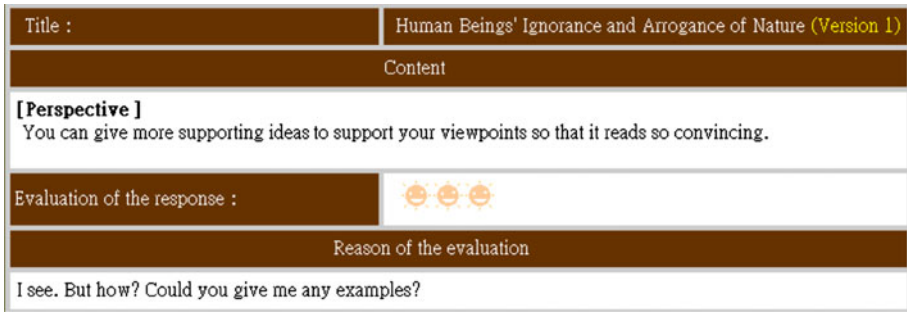 Title :
Human Beings' Ignorance and Arrogance of Nature (Version 1)
Content
[Perspective ]
You can give more supporting ideas to support your viewpoints so that it reads so convincing.
Evaluation of the response :
Reason of the evaluation
I see. But how? Could you give me any examples?